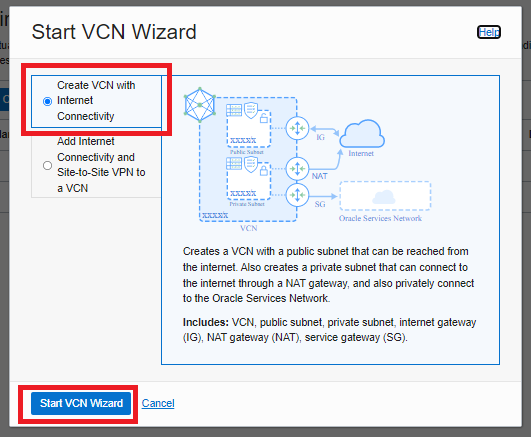 Start VCN Wizard
Help
Create VCN with
Internet
Connectivity
Add Internet
Connectivity and
Site-to-Site VPN to
a VCN
XXXX/X
Public Subnet
XXXX/X
Private Subnet
XXXX/X
VCN
IG
NAT
SG
Internet
Oracle Services Network
Creates a VCN with a public subnet that can be reached from
the internet. Also creates a private subnet that can connect to
the internet through a NAT gateway, and also privately connect
to the Oracle Services Network.
Includes: VCN, public subnet, private subnet, internet gateway
(IG), NAT gateway (NAT), service gateway (SG).
Start VCN Wizard
Cancel